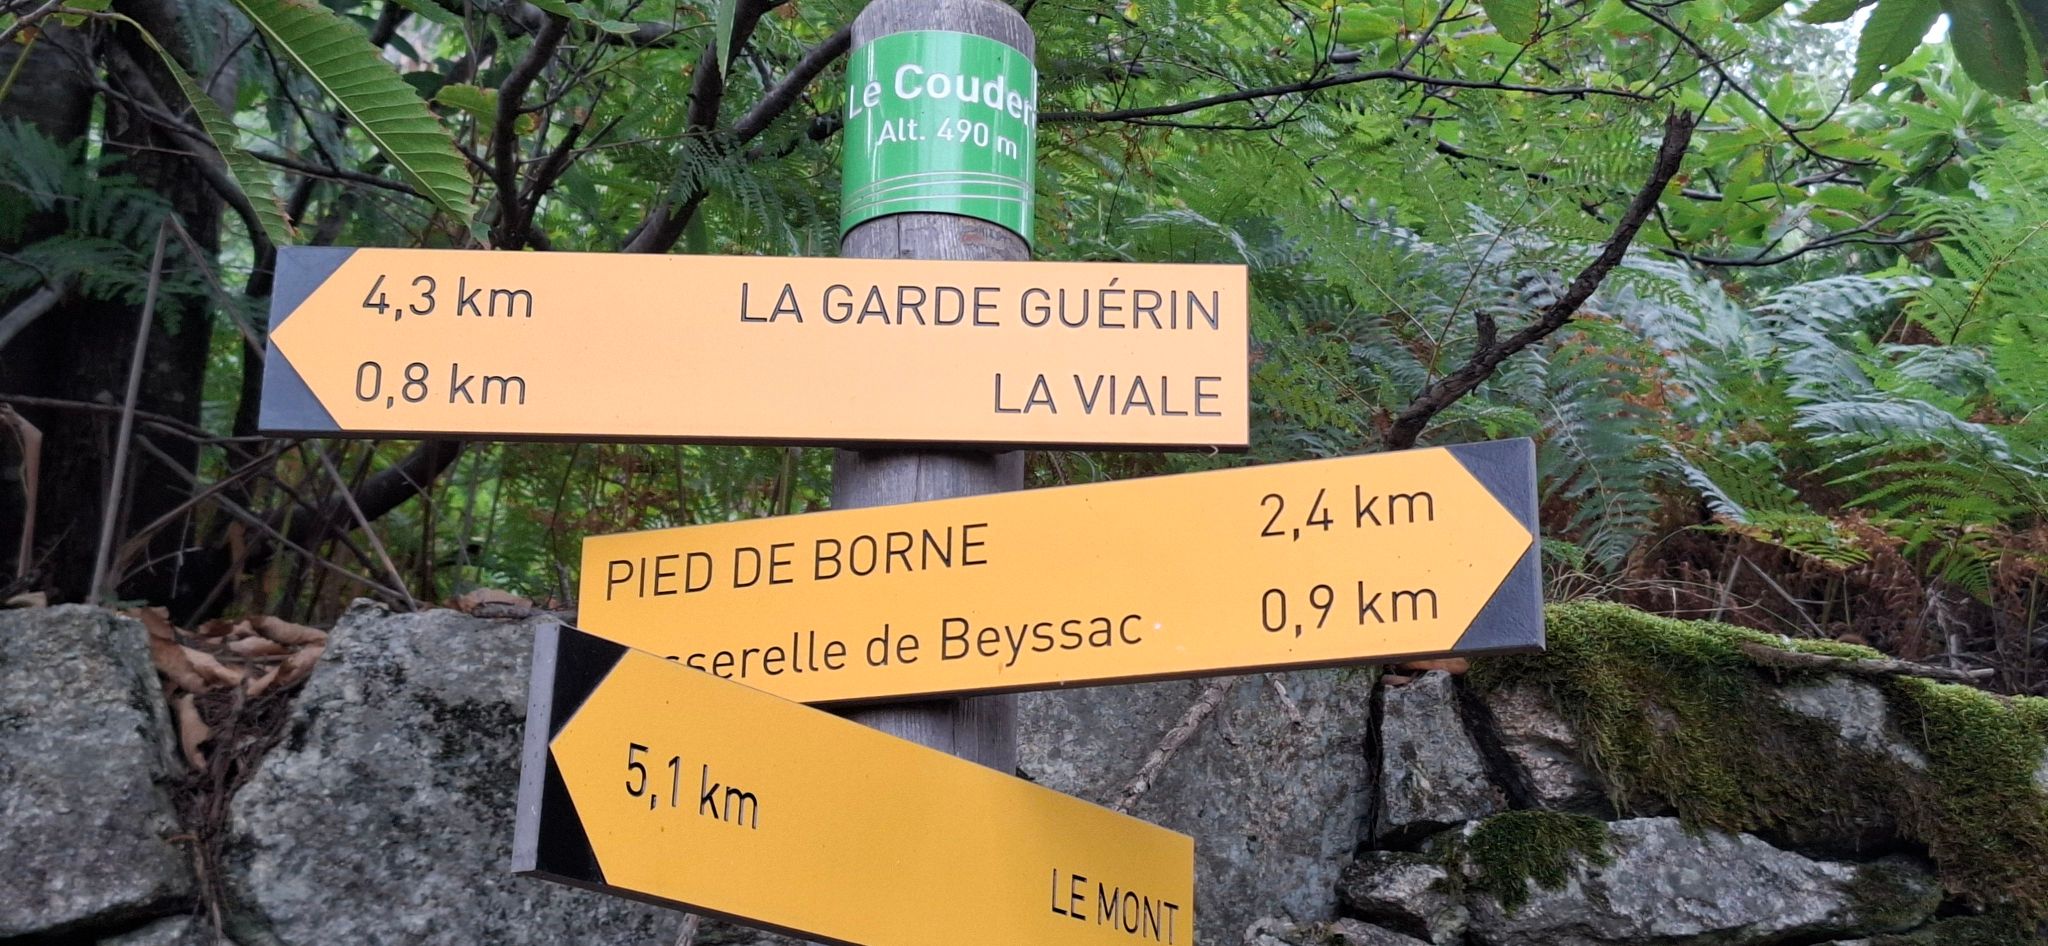 Le Couder
Alt. 490 m
4,3 km LA GARDE GUÉRIN
0,8 km LA VIALE
PIED DE BORNE 2,4 km
sserelle de Beyssac 0,9 km
5,1 km
LE MONT